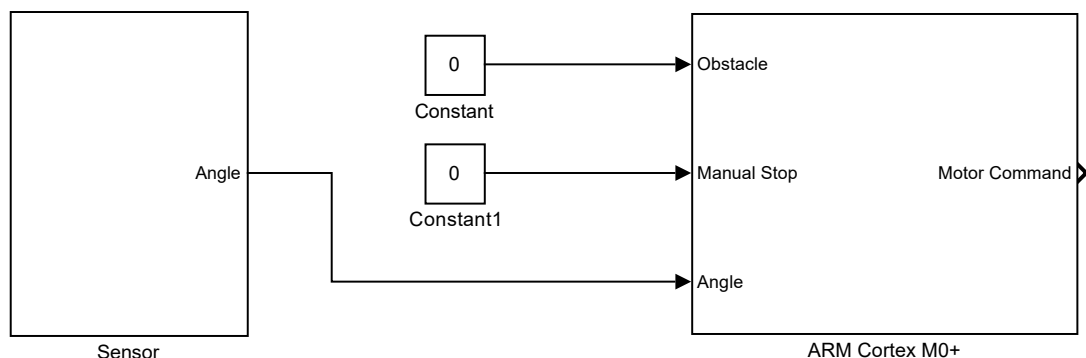 0
Constant
Obstacle
Angle
0
Constant1
Manual Stop
Motor Command
Angle
Sensor
ARM Cortex M0+